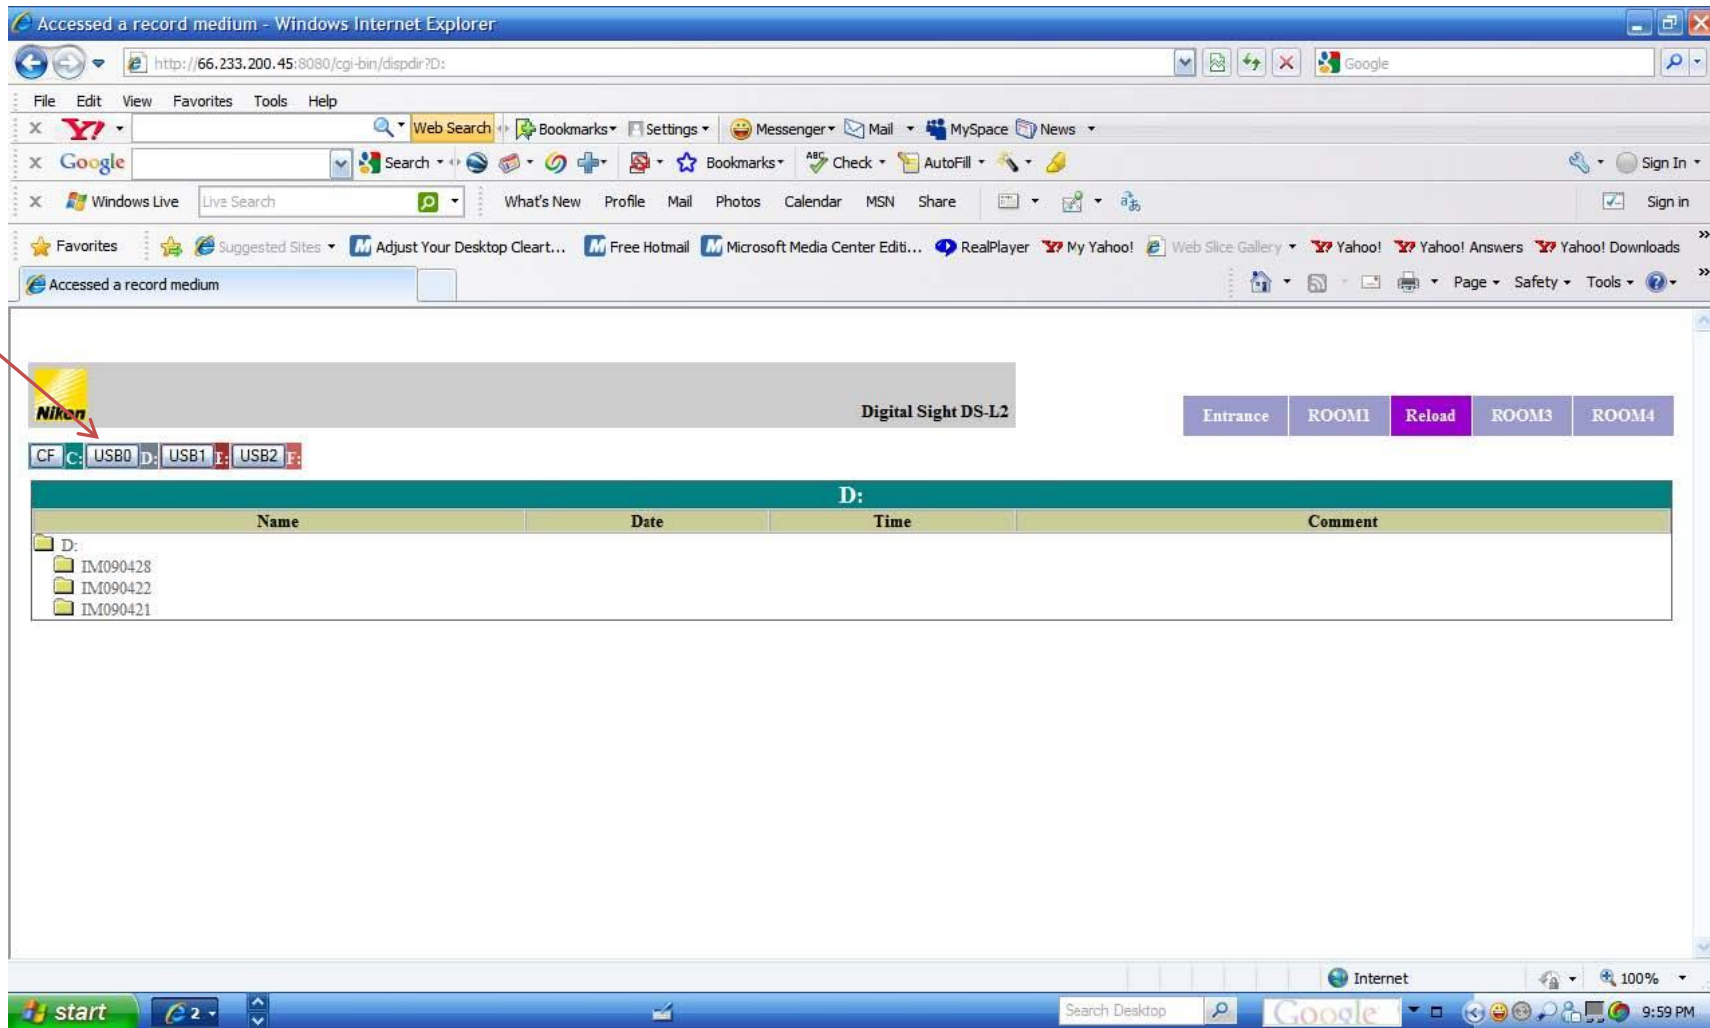 Accessed a record medium - Windows Internet Explorer
http://66.233.200.45:8080/cgi-bin/dispdir?D:
Google
File Edit View Favorites Tools Help
X Y! Web Search Bookmarks Settings Messenger Mail MySpace News
X Google Search Bookmarks ABC Check AutoFill Sign In
X Windows Live Live Search What's New Profile Mail Photos Calendar MSN Share Sign in
Favorites Suggested Sites Adjust Your Desktop Cleart... Free Hotmail Microsoft Media Center Editi... RealPlayer My Yahoo! Web Slice Gallery Yahoo! Yahoo! Answers Yahoo! Downloads »
Accessed a record medium Page Safety Tools »
Nikon Digital Sight DS-L2
Entrance ROOM1 Reload ROOM3 ROOM4
CF C: USB0 D: USB1 E: USB2 F:
D:
Name Date Time Comment
D:
IM090428
IM090422
IM090421
Internet 100%
start 2 Search Desktop Google 9:59 PM